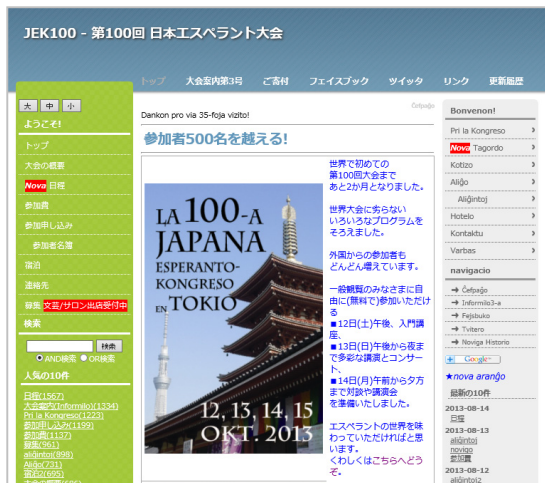 JEK100 - 第100回 日本エスペラント大会
トップ 大会案内第3号 ご寄付 フェイスブック ツイッタ リンク 更新履歴
大 中 小
ようこそ!
トップ
大会の概要
Nova 日程
参加費
参加申し込み
参加者名簿
宿泊
連絡先
募集 文芸/サロン出店受付中
検索
検索
AND検索 OR検索
人気の10件
日程(1567)
大会案内(Informilo)(1334)
Pri la Kongreso(1223)
参加申し込み(1199)
参加費(1137)
募集(961)
aliĝintoj(898)
Aliĝo(731)
宿泊2(695)
Ĉefpaĝo
Dankon pro via 35-foja vizito!
参加者500名を越える!
LA 100-A
JAPANA
ESPERANTO-
KONGRESO
EN TOKIO
12, 13, 14, 15
OKT. 2013
世界で初めての
第100回大会まで
あと2か月となりました。
世界大会に劣らない
いろいろなプログラムを
そろえました。
外国からの参加者も
どんどん増えています。
一般観覧のみなさまに自
由に(無料で)参加いただけ
る
■12日(土)午後、入門講
座、
■13日(日)午後から夜ま
で多彩な講演とコンサー
ト、
■14日(月)午前から夕方
まで対談や講演会
を準備いたしました。
エスペラントの世界を味
わっていただければと思
います。
くわしくはこちらへどう
ぞ。
Bonvenon!
Pri la Kongreso
Nova Tagordo
Kotizo
Aliĝo
Aliĝintoj
Hotelo
Kontaktu
Varbas
navigacio
Ĉefpaĝo
Informilo3-a
Fejsbuko
Tvitero
Noviga Historio
+ Google
★nova aranĝo
最新の10件
2013-08-14
日程
2013-08-13
aliĝintoj
novigo
参加費
2013-08-12
aliĝintoj2